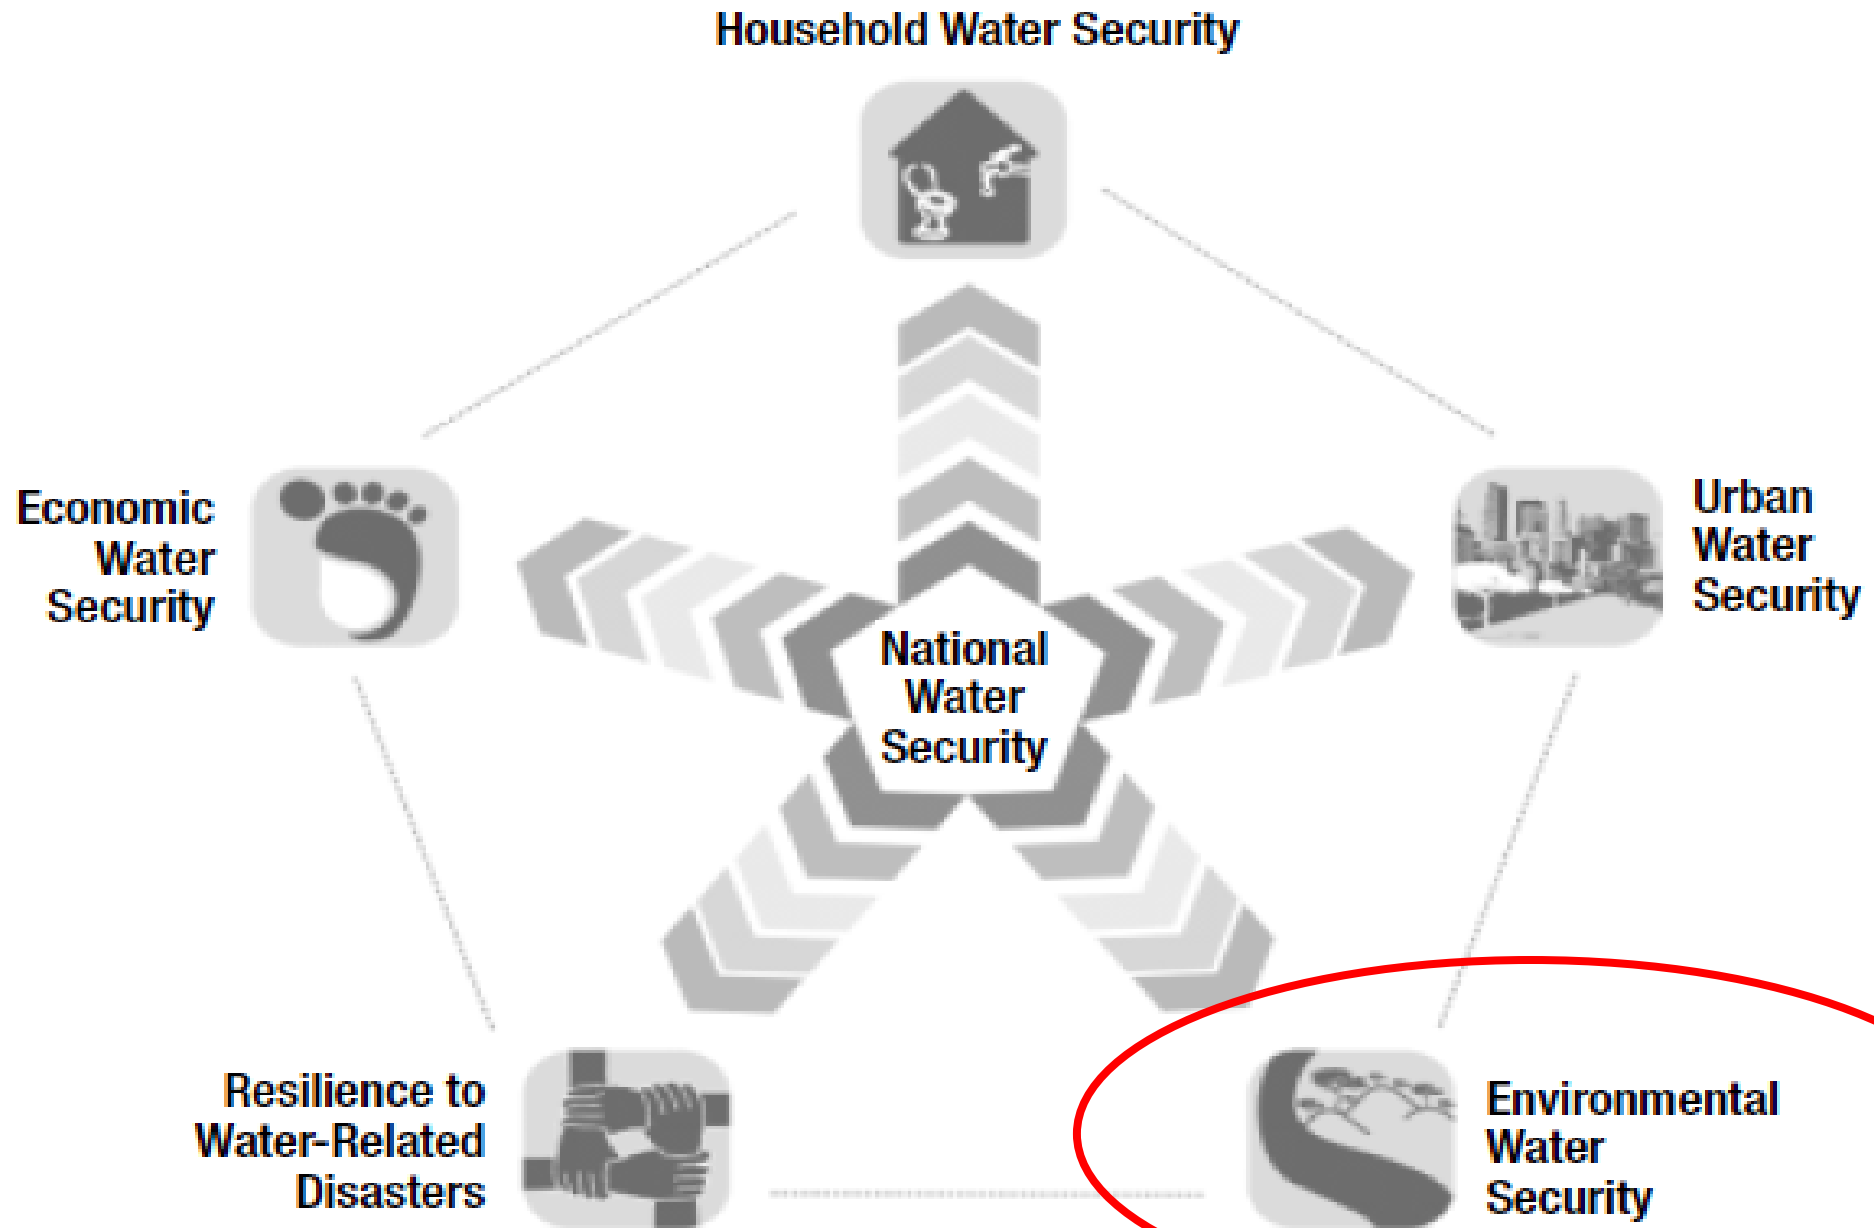 Household Water Security
Economic
Water
Security
Urban
Water
Security
National
Water
Security
Resilience to
Water-Related
Disasters
Environmental
Water
Security